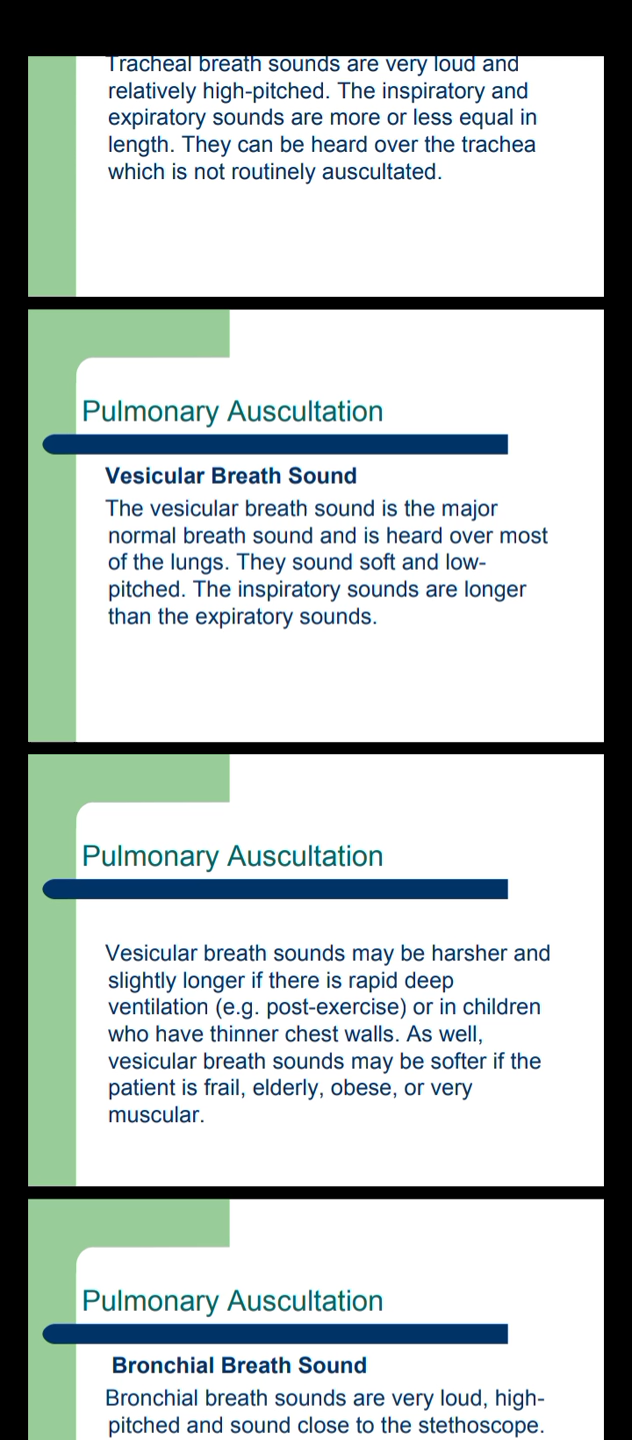 Tracheal breath sounds are very loud and
relatively high-pitched. The inspiratory and
expiratory sounds are more or less equal in
length. They can be heard over the trachea
which is not routinely auscultated.
Pulmonary Auscultation
Vesicular Breath Sound
The vesicular breath sound is the major
normal breath sound and is heard over most
of the lungs. They sound soft and low-
pitched. The inspiratory sounds are longer
than the expiratory sounds.
Pulmonary Auscultation
Vesicular breath sounds may be harsher and
slightly longer if there is rapid deep
ventilation (e.g. post-exercise) or in children
who have thinner chest walls. As well,
vesicular breath sounds may be softer if the
patient is frail, elderly, obese, or very
muscular.
Pulmonary Auscultation
Bronchial Breath Sound
Bronchial breath sounds are very loud, high-
pitched and sound close to the stethoscope.